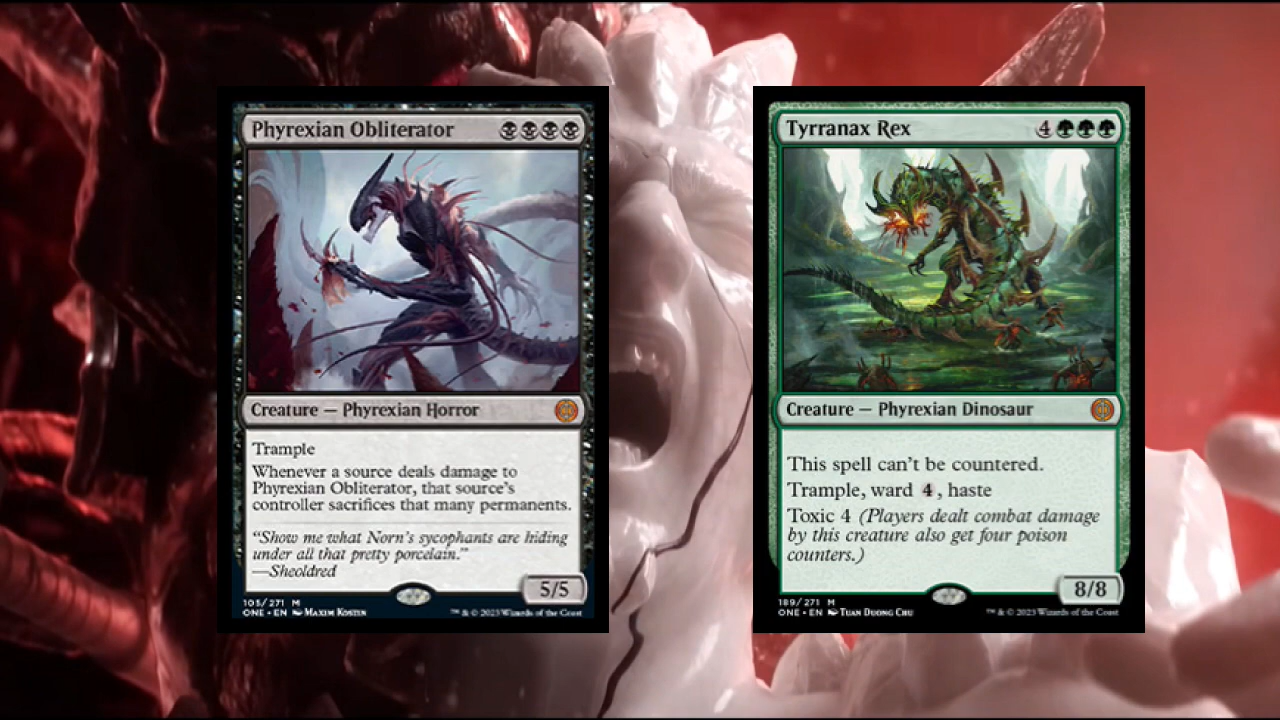 Phyrexian Obliterator
Creature — Phyrexian Horror
Trample
Whenever a source deals damage to
Phyrexian Obliterator, that source's
controller sacrifices that many permanents.
"Show me what Norn's sycophants are hiding
under all that pretty porcelain."
—Sheoldred
5/5
105/271 M
ONE • EN Maxim Kostin
™ & © 2023 Wizards of the Coast
Tyrranax Rex 4
Creature — Phyrexian Dinosaur
This spell can't be countered.
Trample, ward 4, haste
Toxic 4 (Players dealt combat damage
by this creature also get four poison
counters.)
8/8
189/271 M
ONE • EN Tuan Duong Chu
™ & © 2023 Wizards of the Coast